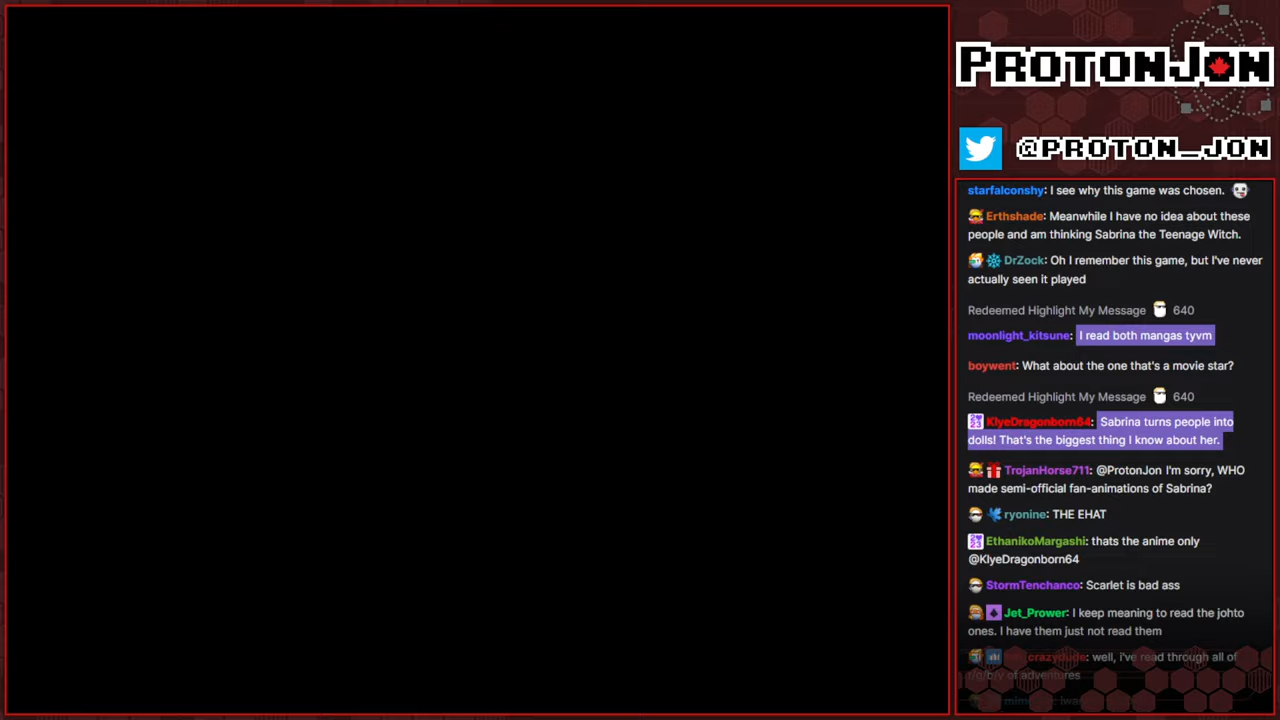 PROTONJON
@PROTON_JON
starfalconshy: I see why this game was chosen.
Erthshade: Meanwhile I have no idea about these
people and am thinking Sabrina the Teenage Witch.
DrZock: Oh I remember this game, but I've never
actually seen it played
Redeemed Highlight My Message 640
moonlight_kitsune: I read both mangas tyvm
boywent: What about the one that's a movie star?
Redeemed Highlight My Message 640
KlyeDragonborn64: Sabrina turns people into
dolls! That's the biggest thing I know about her.
TrojanHorse711: @ProtonJon I'm sorry, WHO
made semi-official fan-animations of Sabrina?
ryonine: THE EHAT
EthanikoMargashi: thats the anime only
@KlyeDragonborn64
StormTenchanco: Scarlet is bad ass
Jet_Prower: I keep meaning to read the johto
ones. I have them just not read them
crazydude: well, i've read through all of
r/g/b/y of adventures